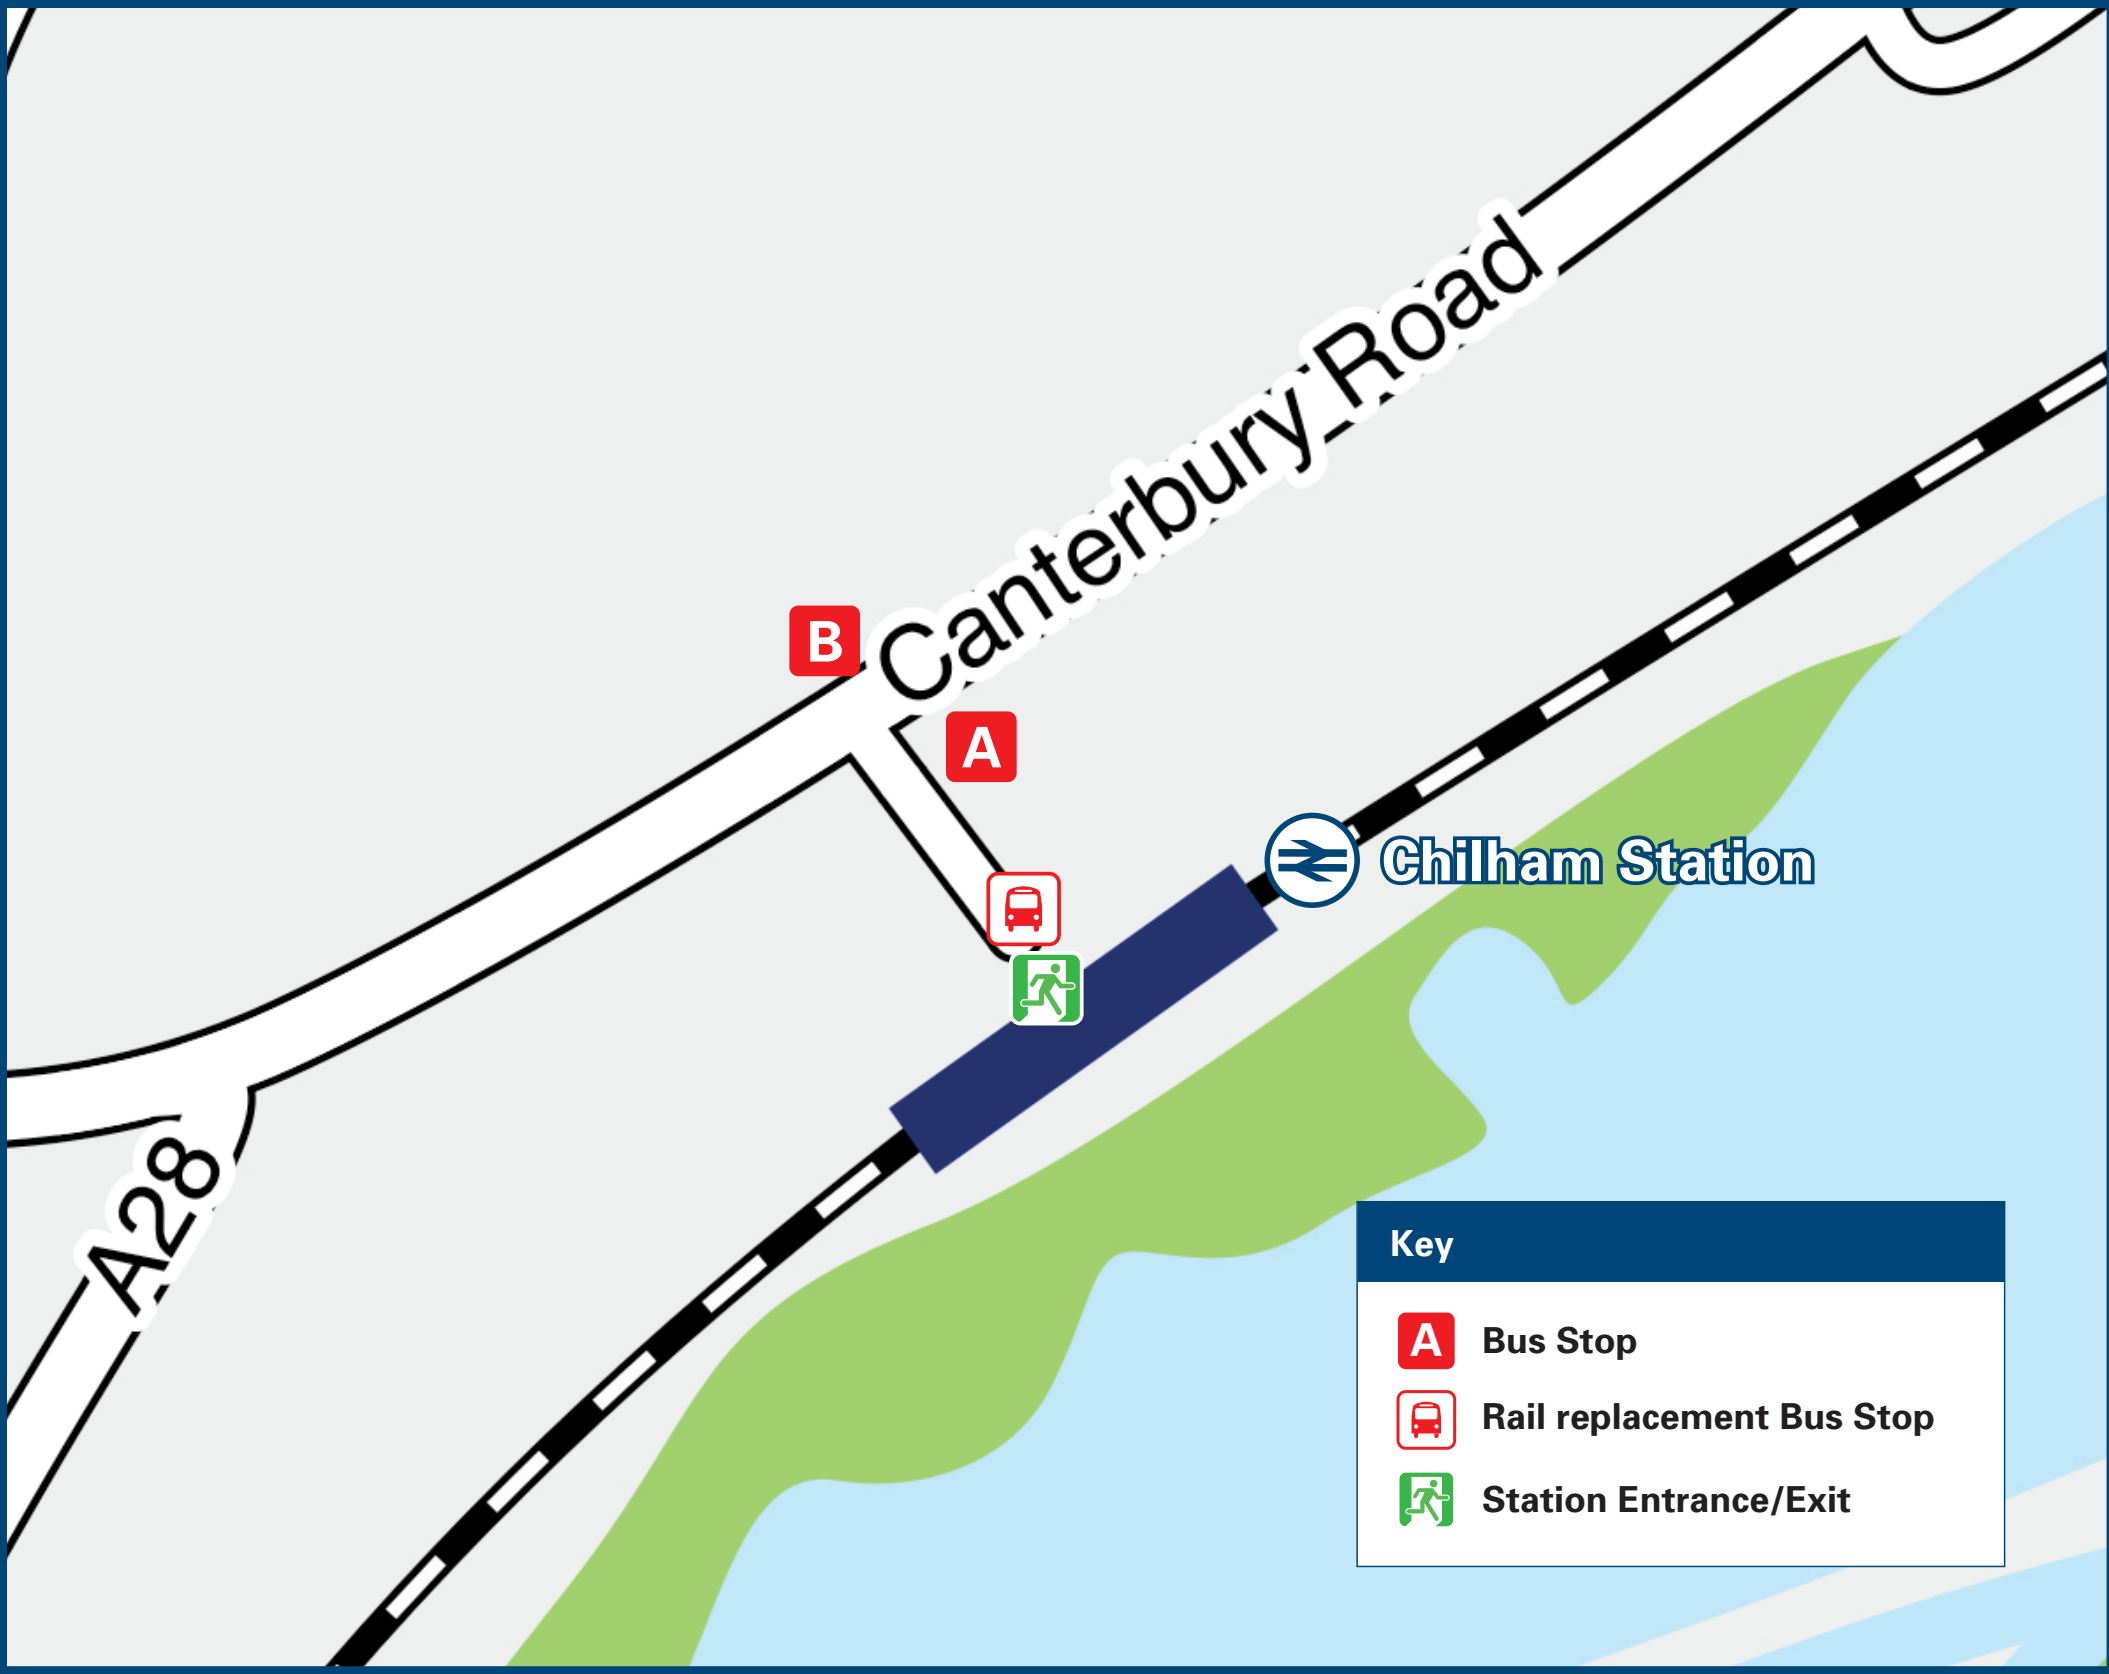 Canterbury Road
B
A
Chilham Station
A28
Key
A Bus Stop
Rail replacement Bus Stop
Station Entrance/Exit